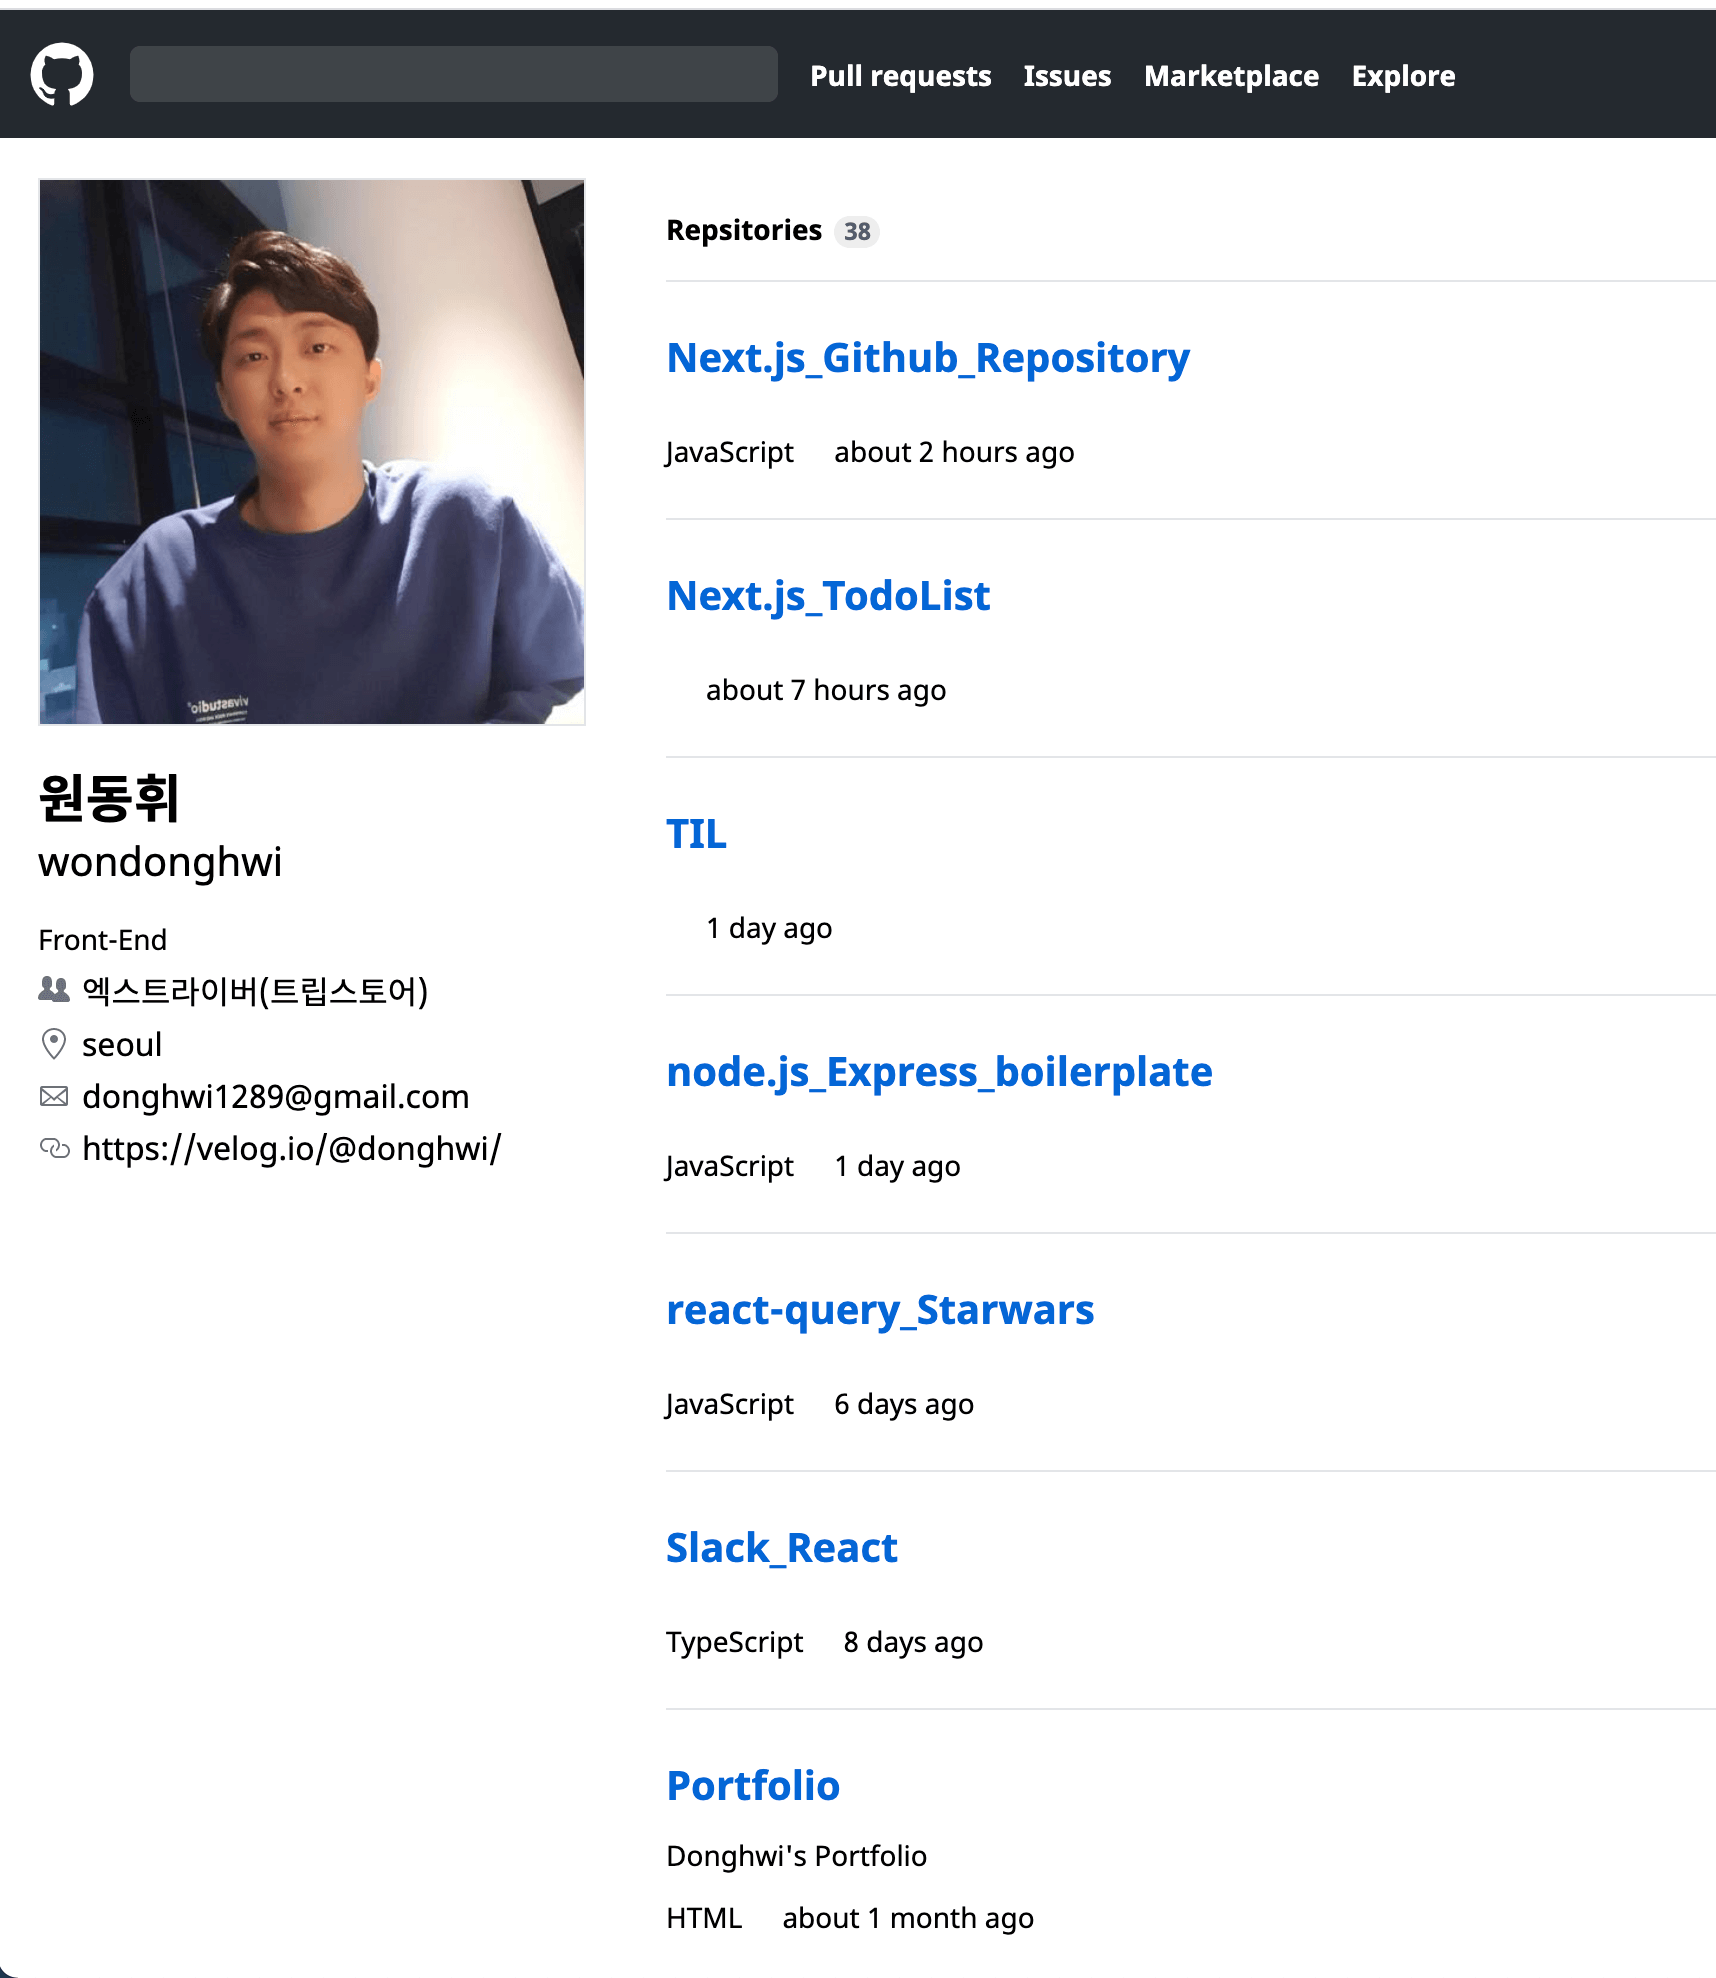 Pull requests Issues Marketplace Explore
Repsitories 38
Next.js_Github_Repository
JavaScript about 2 hours ago
Next.js_TodoList
about 7 hours ago
TIL
1 day ago
node.js_Express_boilerplate
JavaScript 1 day ago
react-query_Starwars
JavaScript 6 days ago
Slack_React
TypeScript 8 days ago
Portfolio
Donghwi's Portfolio
HTML about 1 month ago
vivastudio
원동휘
wondonghwi
Front-End
엑스트라이버(트립스토어)
seoul
donghwi1289@gmail.com
https://velog.io/@donghwi/